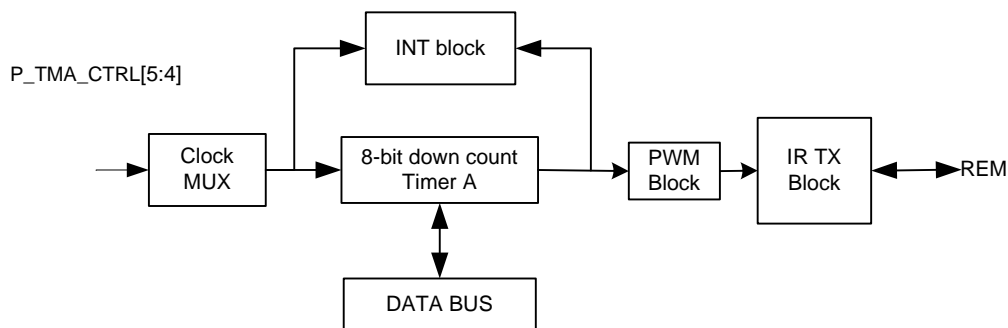 INT block
P_TMA_CTRL[5:4]
Clock
MUX
8-bit down count
Timer A
PWM
Block
IR TX
Block
REM
DATA BUS